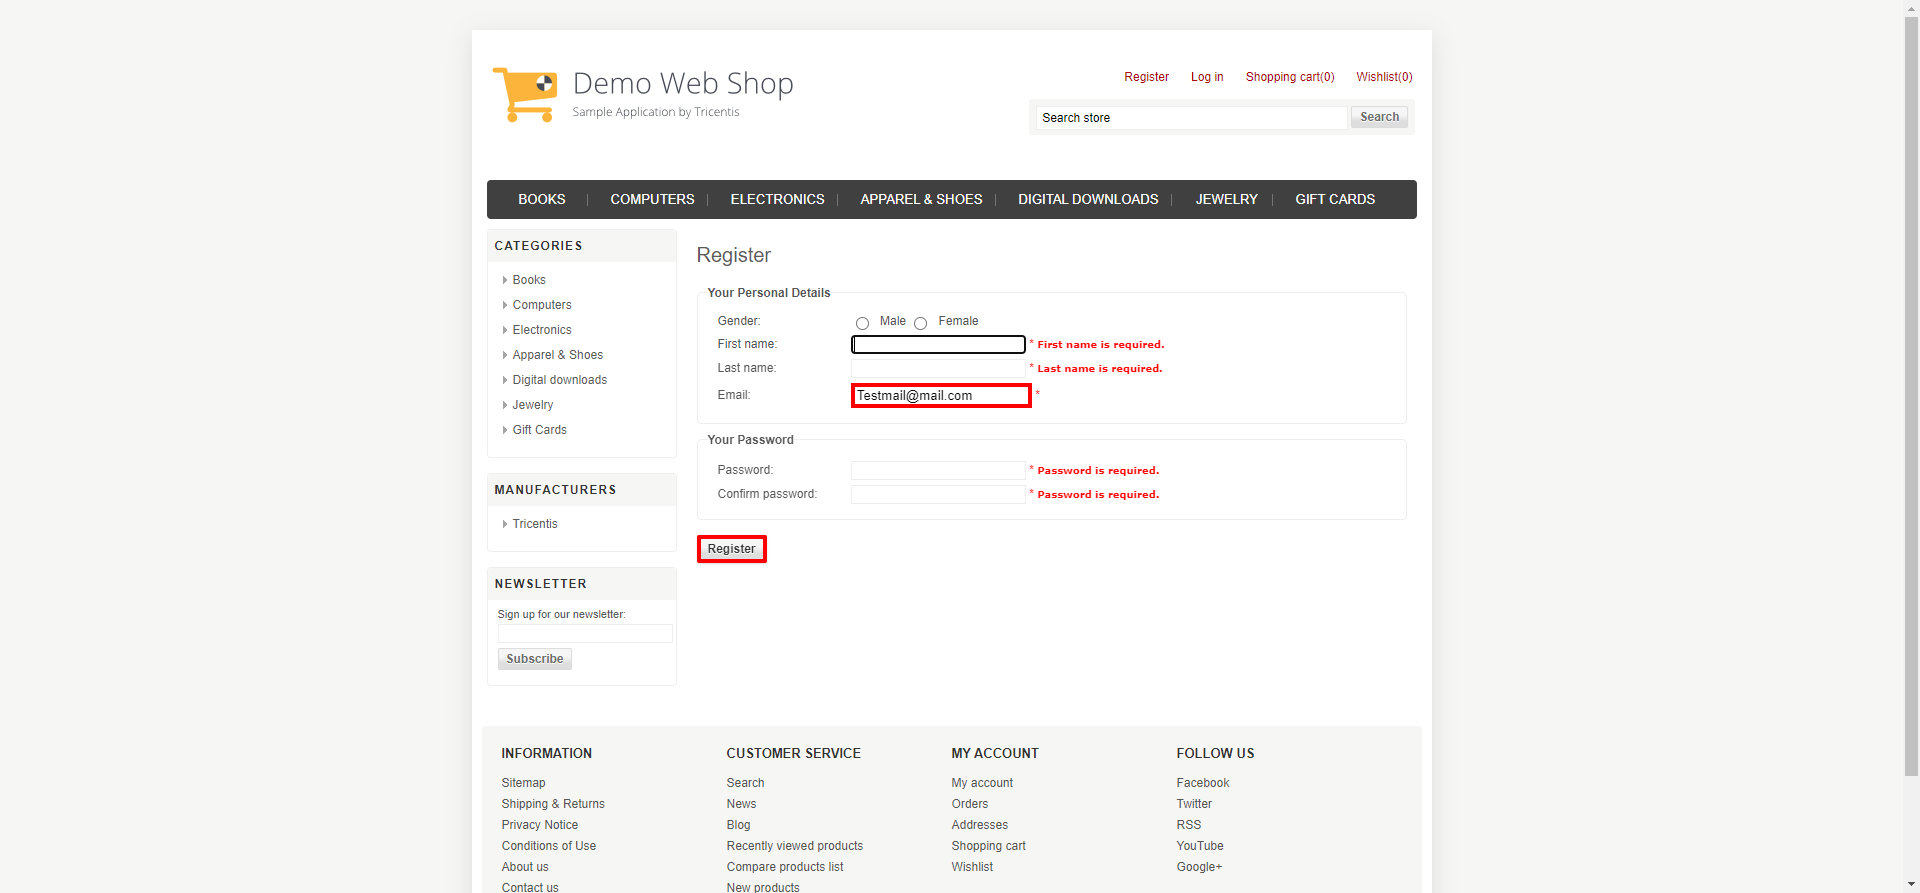 Demo Web Shop
Sample Application by Tricentis
Register Log in Shopping cart(0) Wishlist(0)
Search store Search
BOOKS COMPUTERS ELECTRONICS APPAREL & SHOES DIGITAL DOWNLOADS JEWELRY GIFT CARDS
CATEGORIES
Books
Computers
Electronics
Apparel & Shoes
Digital downloads
Jewelry
Gift Cards
MANUFACTURERS
Tricentis
NEWSLETTER
Sign up for our newsletter:
Subscribe
Register
Your Personal Details
Gender: Male Female
First name: * First name is required.
Last name: * Last name is required.
Email: Testmail@mail.com *
Your Password
Password: * Password is required.
Confirm password: * Password is required.
Register
INFORMATION
Sitemap
Shipping & Returns
Privacy Notice
Conditions of Use
About us
Contact us
CUSTOMER SERVICE
Search
News
Blog
Recently viewed products
Compare products list
New products
MY ACCOUNT
My account
Orders
Addresses
Shopping cart
Wishlist
FOLLOW US
Facebook
Twitter
RSS
YouTube
Google+